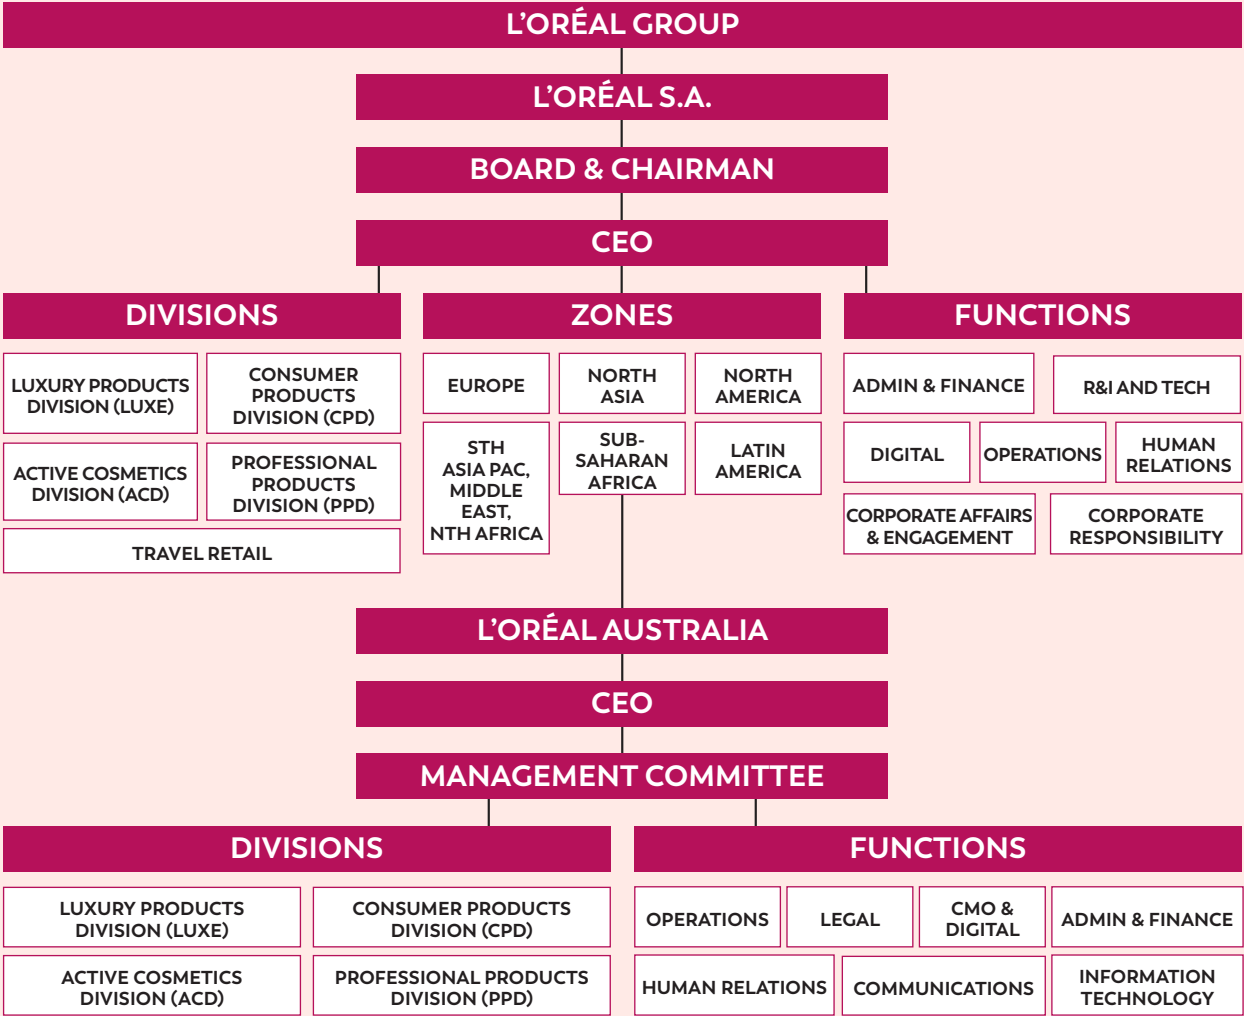 L’ORÉAL GROUP
L’ORÉAL S.A.
BOARD & CHAIRMAN
CEO
DIVISIONS
LUXURY PRODUCTS
DIVISION (LUXE)
CONSUMER
PRODUCTS
DIVISION (CPD)
ACTIVE COSMETICS
DIVISION (ACD)
PROFESSIONAL
PRODUCTS
DIVISION (PPD)
TRAVEL RETAIL
ZONES
EUROPE
NORTH
ASIA
NORTH
AMERICA
STH
ASIA PAC,
MIDDLE
EAST,
NTH AFRICA
SUB-
SAHARAN
AFRICA
LATIN
AMERICA
FUNCTIONS
ADMIN & FINANCE
R&I AND TECH
DIGITAL
OPERATIONS
HUMAN
RELATIONS
CORPORATE AFFAIRS
& ENGAGEMENT
CORPORATE
RESPONSIBILITY
L’ORÉAL AUSTRALIA
CEO
MANAGEMENT COMMITTEE
DIVISIONS
LUXURY PRODUCTS
DIVISION (LUXE)
CONSUMER PRODUCTS
DIVISION (CPD)
ACTIVE COSMETICS
DIVISION (ACD)
PROFESSIONAL PRODUCTS
DIVISION (PPD)
FUNCTIONS
OPERATIONS
LEGAL
CMO &
DIGITAL
ADMIN & FINANCE
HUMAN RELATIONS
COMMUNICATIONS
INFORMATION
TECHNOLOGY